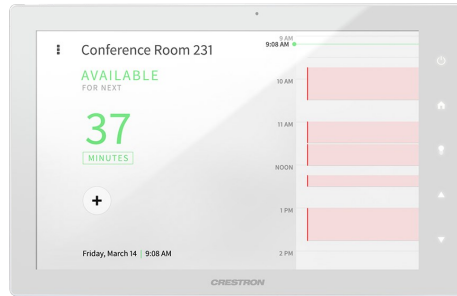 Conference Room 231
AVAILABLE
FOR NEXT
37
MINUTES
+
Friday, March 14 | 9:08 AM
9 AM
9:08 AM
10 AM
11 AM
NOON
1 PM
2 PM
CRESTRON